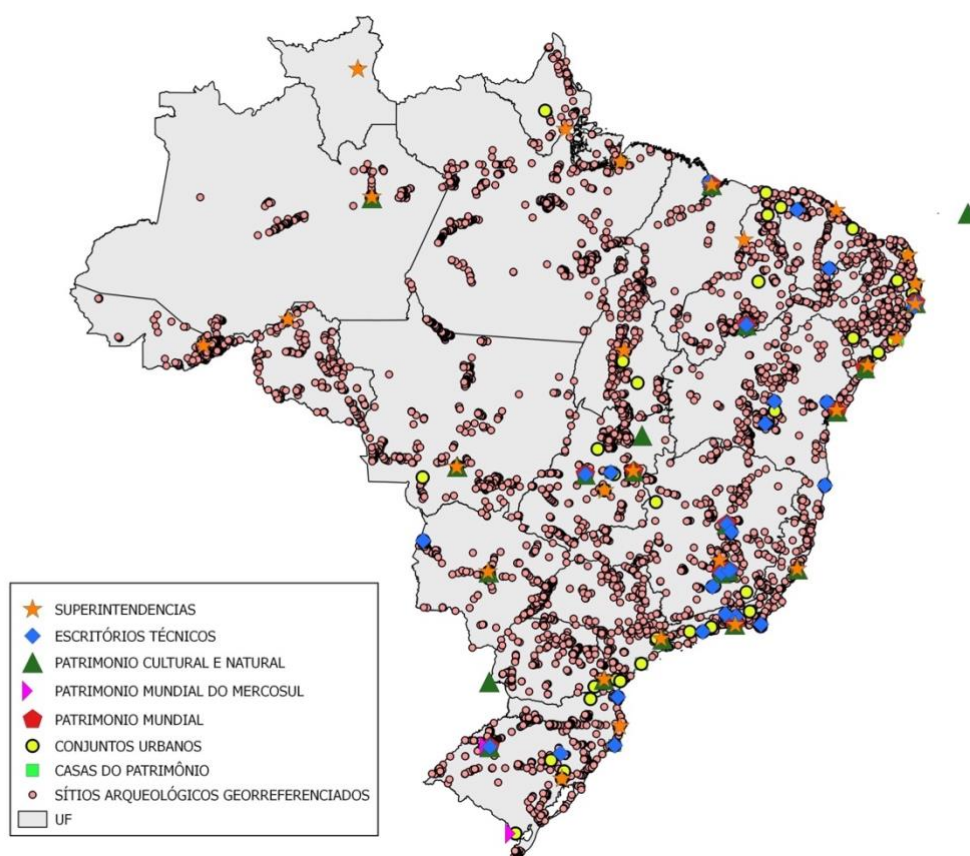 SUPERINTENDENCIAS
ESCRITÓRIOS TÉCNICOS
PATRIMONIO CULTURAL E NATURAL
PATRIMONIO MUNDIAL DO MERCOSUL
PATRIMONIO MUNDIAL
CONJUNTOS URBANOS
CASAS DO PATRIMÔNIO
SÍTIOS ARQUEOLÓGICOS GEORREFERENCIADOS
UF